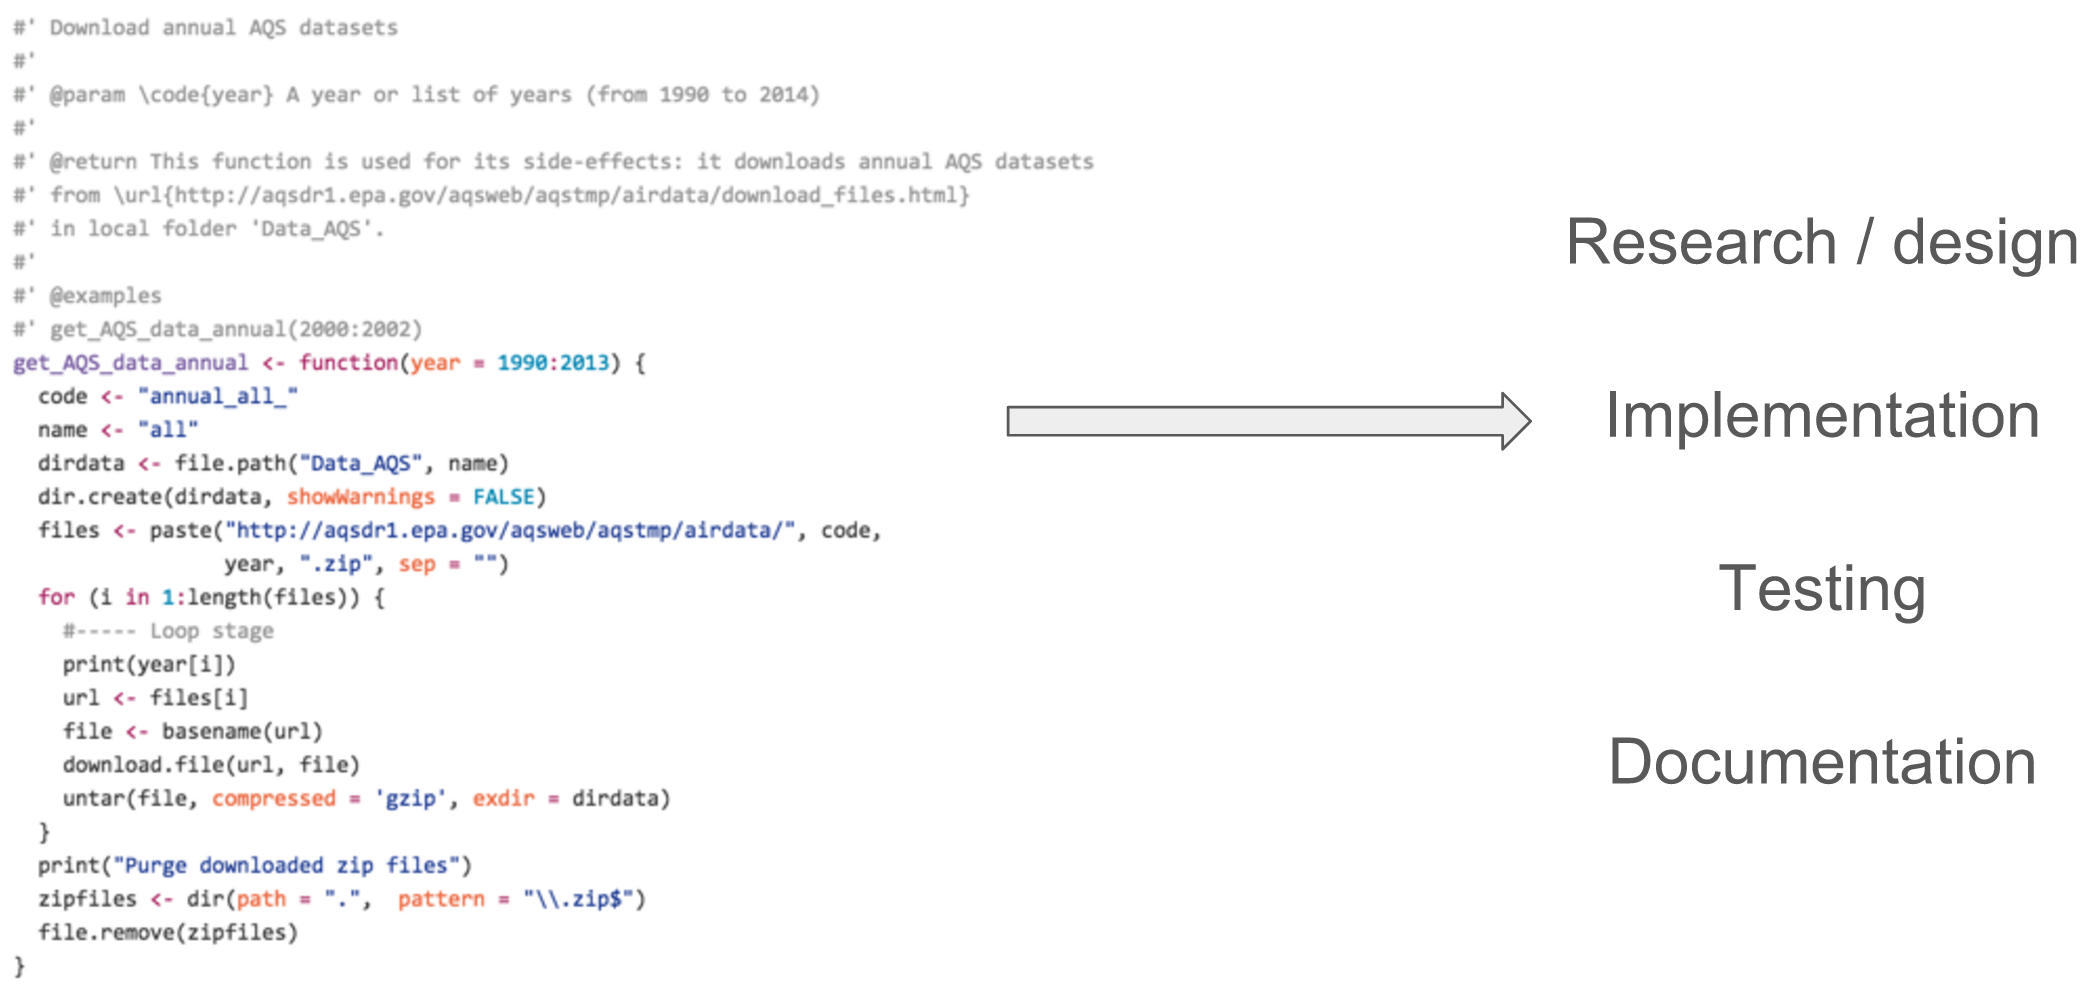 #' Download annual AQS datasets
#'
#' @param \code{year} A year or list of years (from 1990 to 2014)
#'
#' @return This function is used for its side-effects: it downloads annual AQS datasets
#' from \url{http://aqsdr1.epa.gov/aqsweb/aqstmp/airdata/download_files.html}
#' in local folder 'Data_AQS'.
#'
#' @examples
#' get_AQS_data_annual(2000:2002)
get_AQS_data_annual <- function(year = 1990:2013) {
  code <- "annual_all_"
  name <- "all"
  dirdata <- file.path("Data_AQS", name)
  dir.create(dirdata, showWarnings = FALSE)
  files <- paste("http://aqsdr1.epa.gov/aqsweb/aqstmp/airdata/", code,
                 year, ".zip", sep = "")
  for (i in 1:length(files)) {
    #----- Loop stage
    print(year[i])
    url <- files[i]
    file <- basename(url)
    download.file(url, file)
    untar(file, compressed = 'gzip', exdir = dirdata)
  }
  print("Purge downloaded zip files")
  zipfiles <- dir(path = ".",  pattern = "\\.zip$")
  file.remove(zipfiles)
}
Research / design
Implementation
Testing
Documentation